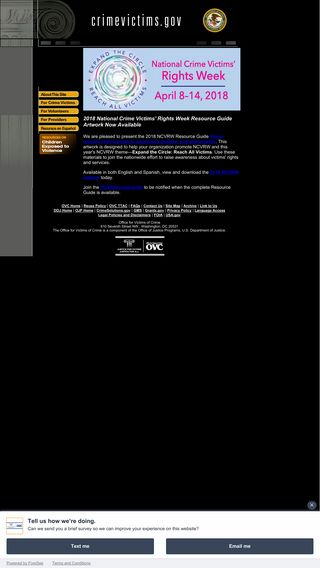 crimevictims.gov
EXPAND THE CIRCLE
REACH ALL VICTIMS
National Crime Victims'
Rights Week
April 8-14, 2018
About This Site
For Crime Victims
For Volunteers
For Providers
Resource en Español
RESOURCES ON
Children
Exposed to
Violence
2018 National Crime Victims' Rights Week Resource Guide
Artwork Now Available
We are pleased to present the 2018 NCVRW Resource Guide
This
artwork is designed to help your organization promote NCVRW and this
year's NCVRW theme—Expand the Circle: Reach All Victims. Use these
materials to join the nationwide effort to raise awareness about victims' rights
and services.
Available in both English and Spanish, view and download the
today.
Join the to be notified when the complete Resource
Guide is available.
OVC Home | Reuse Policy | OVC TTAC | FAQs | Contact Us | Site Map | Archive | Link to Us
DOJ Home | OJP Home | CrimeSolutions.gov | GMS | Grants.gov | Privacy Policy | Language Access
Legal Policies and Disclaimers | FOIA | USA.gov
OVC
Office for Victims of Crime
810 Seventh Street NW., Washington, DC 20531
The Office for Victims of Crime is a component of the Office of Justice Programs, U.S. Department of Justice.
Tell us how we're doing.
Can we send you a brief survey so we can improve your experience on this website?
Text me
Email me
Powered by ForeSee
Terms and Conditions